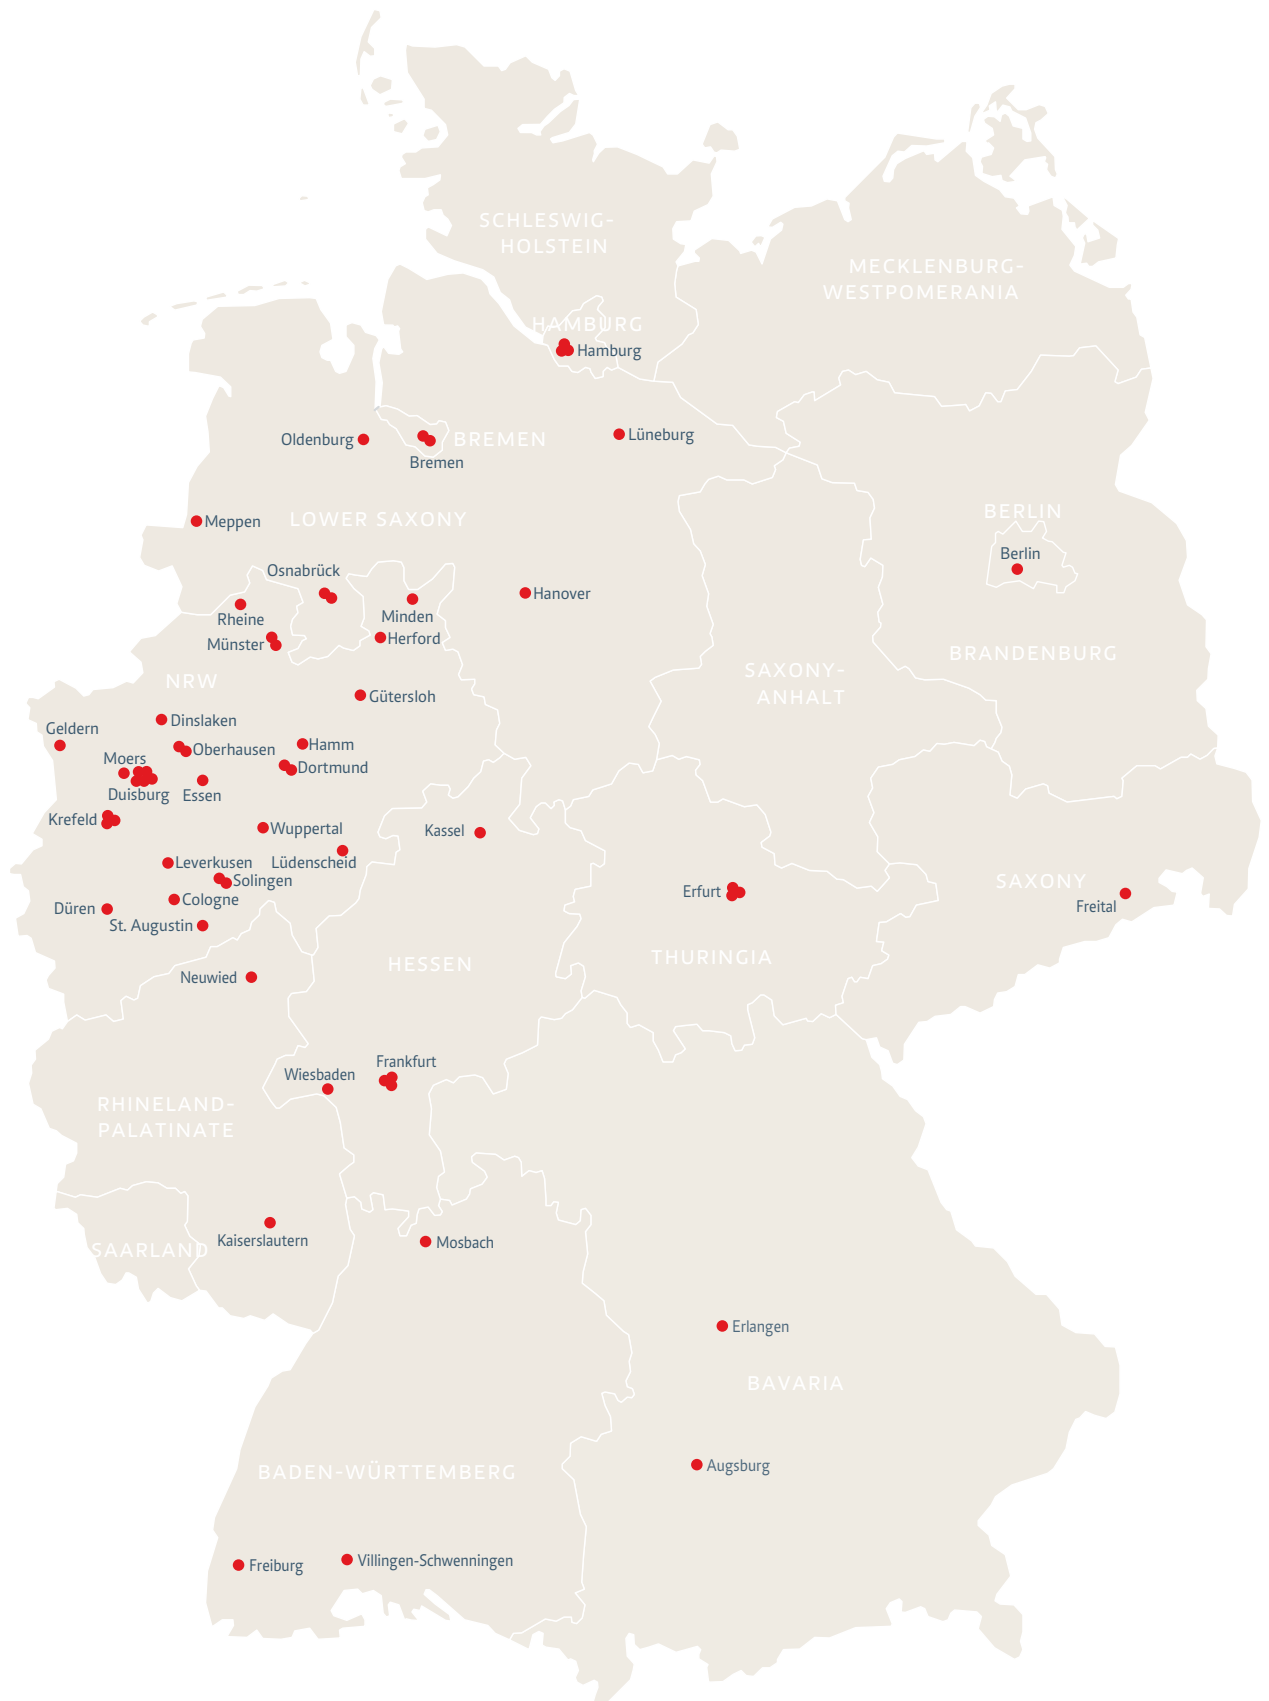 SCHLESWIG-
HOLSTEIN
MECKLENBURG-
WESTPOMERANIA
HAMBURG
Hamburg
Oldenburg
BREMEN
Lüneburg
Bremen
Meppen
LOWER SAXONY
BERLIN
Berlin
Osnabrück
Hanover
Rheine
Minden
Münster
Herford
BRANDENBURG
SAXONY-
ANHALT
NRW
Gütersloh
Dinslaken
Geldern
Oberhausen
Hamm
Moers
Dortmund
Duisburg
Essen
Krefeld
Wuppertal
Kassel
Leverkusen
Lüdenscheid
Solingen
SAXONY
Erfurt
Cologne
Düren
Freital
St. Augustin
THURINGIA
HESSEN
Neuwied
Frankfurt
Wiesbaden
RHINELAND-
PALATINATE
Kaiserslautern
Mosbach
SAARLAND
Erlangen
BAVARIA
Augsburg
BADEN-WÜRTTEMBERG
Villingen-Schwenningen
Freiburg